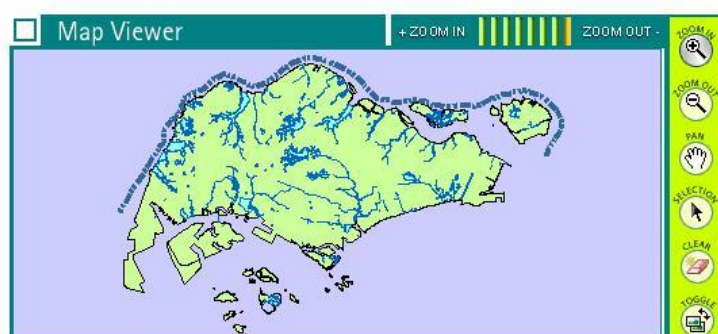 Map Viewer
+ ZOOM IN
ZOOM OUT -
ZOOM IN
ZOOM OUT
PAN
SELECTION
CLEAR
TOGGLE